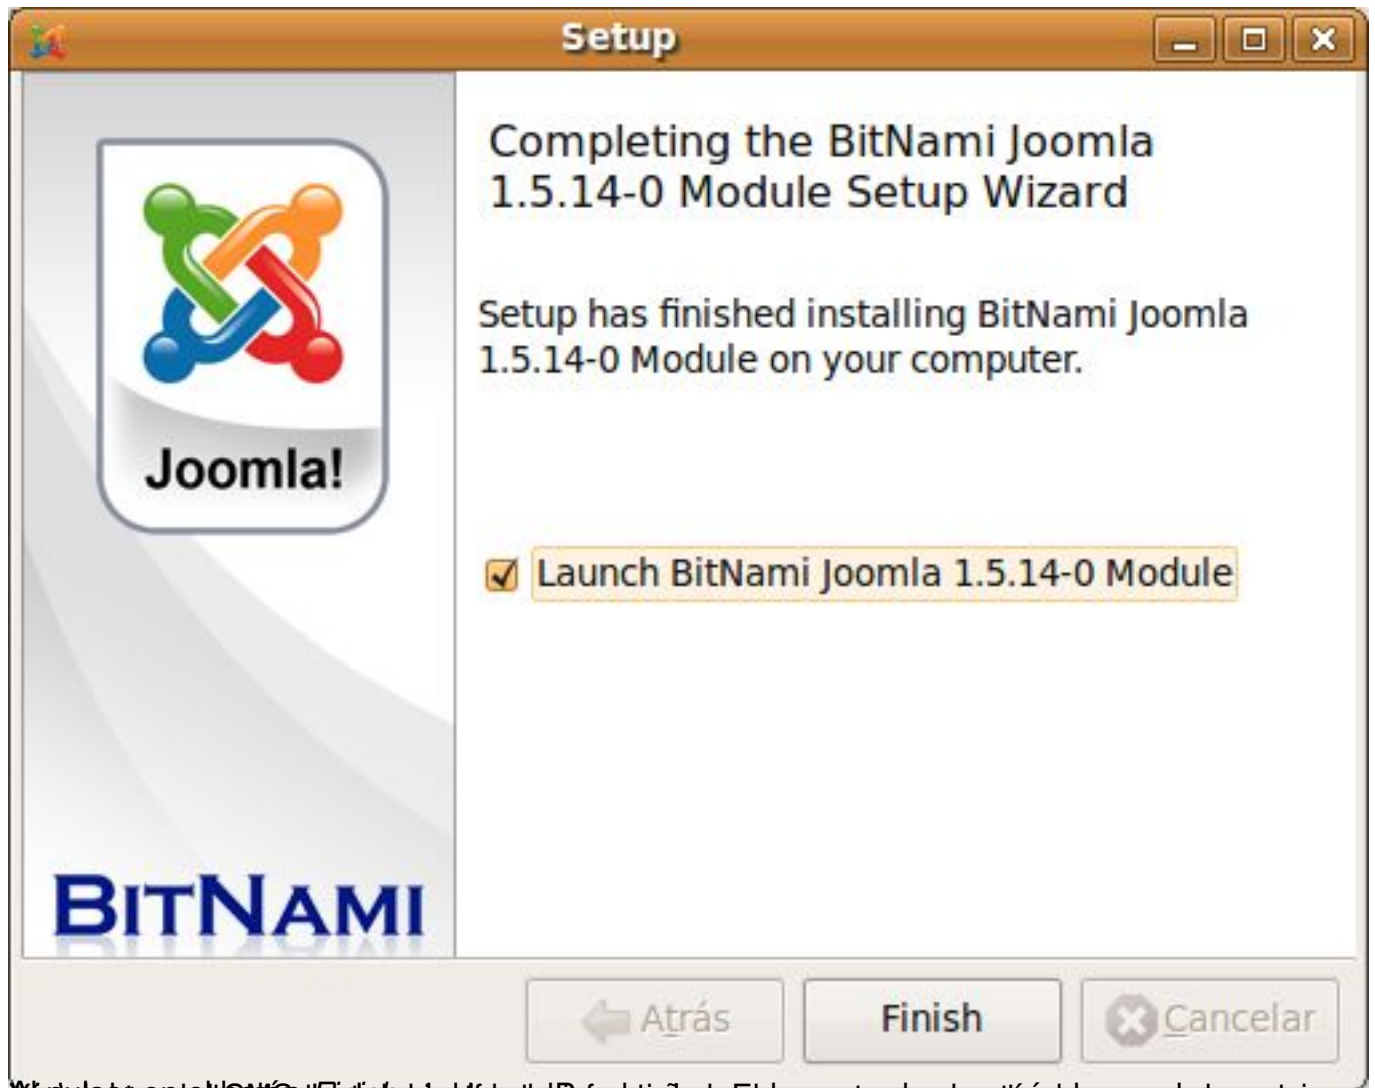 Setup
Completing the BitNami Joomla
1.5.14-0 Module Setup Wizard
Setup has finished installing BitNami Joomla
1.5.14-0 Module on your computer.
Joomla!
Launch BitNami Joomla 1.5.14-0 Module
BITNAMI
Atrás
Finish
Cancelar